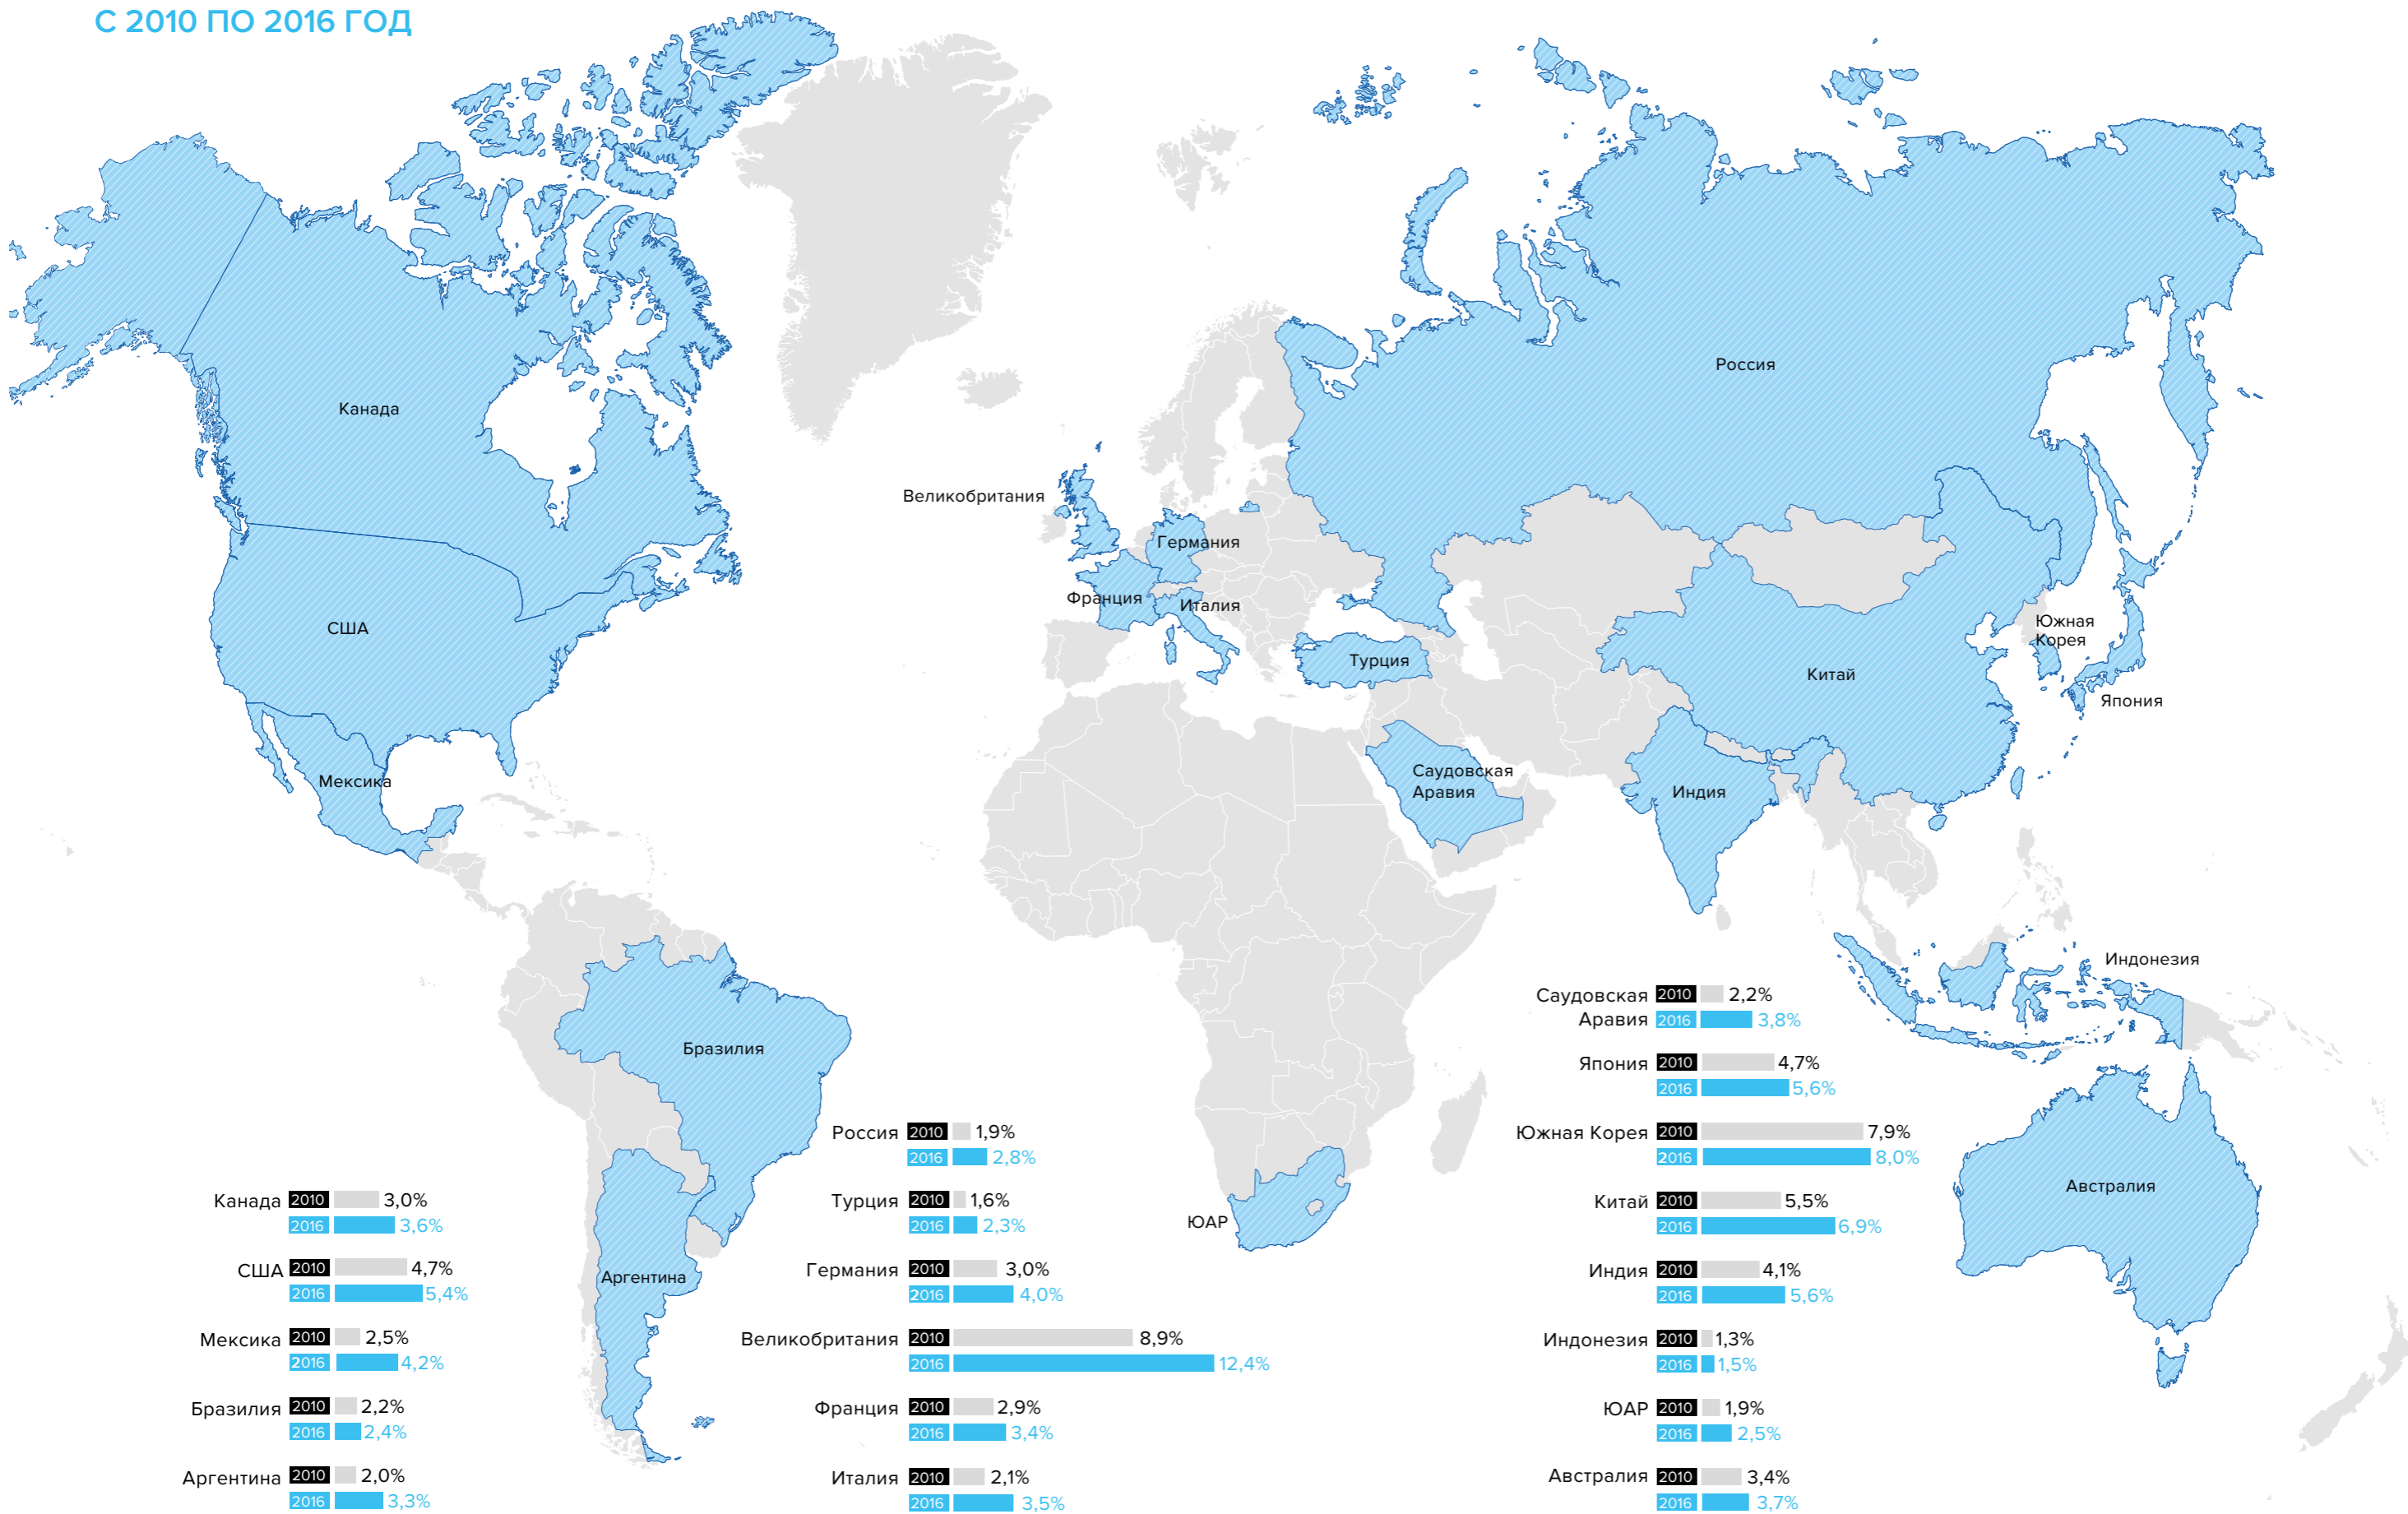 С 2010 ПО 2016 ГОД
Россия
Канада
Великобритания
Германия
Франция
Италия
США
Южная
Корея
Турция
Китай
Япония
Мексика
Саудовская
Аравия
Индия
Индонезия
Бразилия
Австралия
ЮАР
Аргентина
Канада 2010 3,0%
2016 3,6%
США 2010 4,7%
2016 5,4%
Мексика 2010 2,5%
2016 4,2%
Бразилия 2010 2,2%
2016 2,4%
Аргентина 2010 2,0%
2016 3,3%
Россия 2010 1,9%
2016 2,8%
Турция 2010 1,6%
2016 2,3%
Германия 2010 3,0%
2016 4,0%
Великобритания 2010 8,9%
2016 12,4%
Франция 2010 2,9%
2016 3,4%
Италия 2010 2,1%
2016 3,5%
Саудовская 2010 2,2%
Аравия 2016 3,8%
Япония 2010 4,7%
2016 5,6%
Южная Корея 2010 7,9%
2016 8,0%
Китай 2010 5,5%
2016 6,9%
Индия 2010 4,1%
2016 5,6%
Индонезия 2010 1,3%
2016 1,5%
ЮАР 2010 1,9%
2016 2,5%
Австралия 2010 3,4%
2016 3,7%